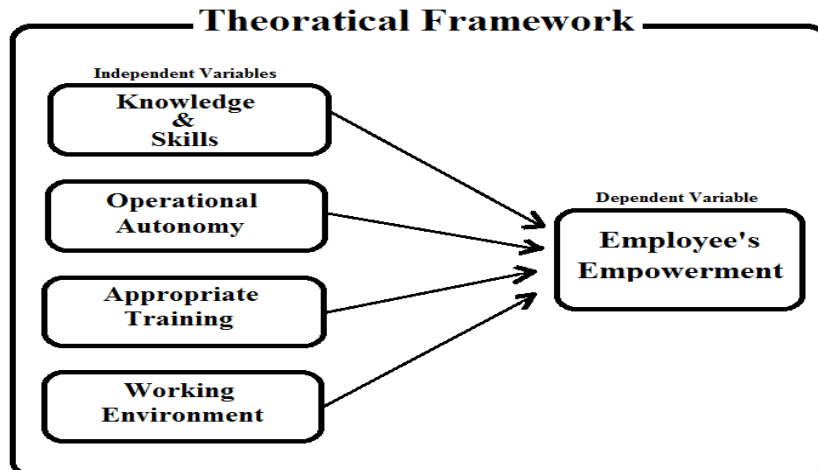 Theoratical Framework
Independent Variables
Knowledge
&
Skills
Operational
Autonomy
Appropriate
Training
Working
Environment
Dependent Variable
Employee's
Empowerment